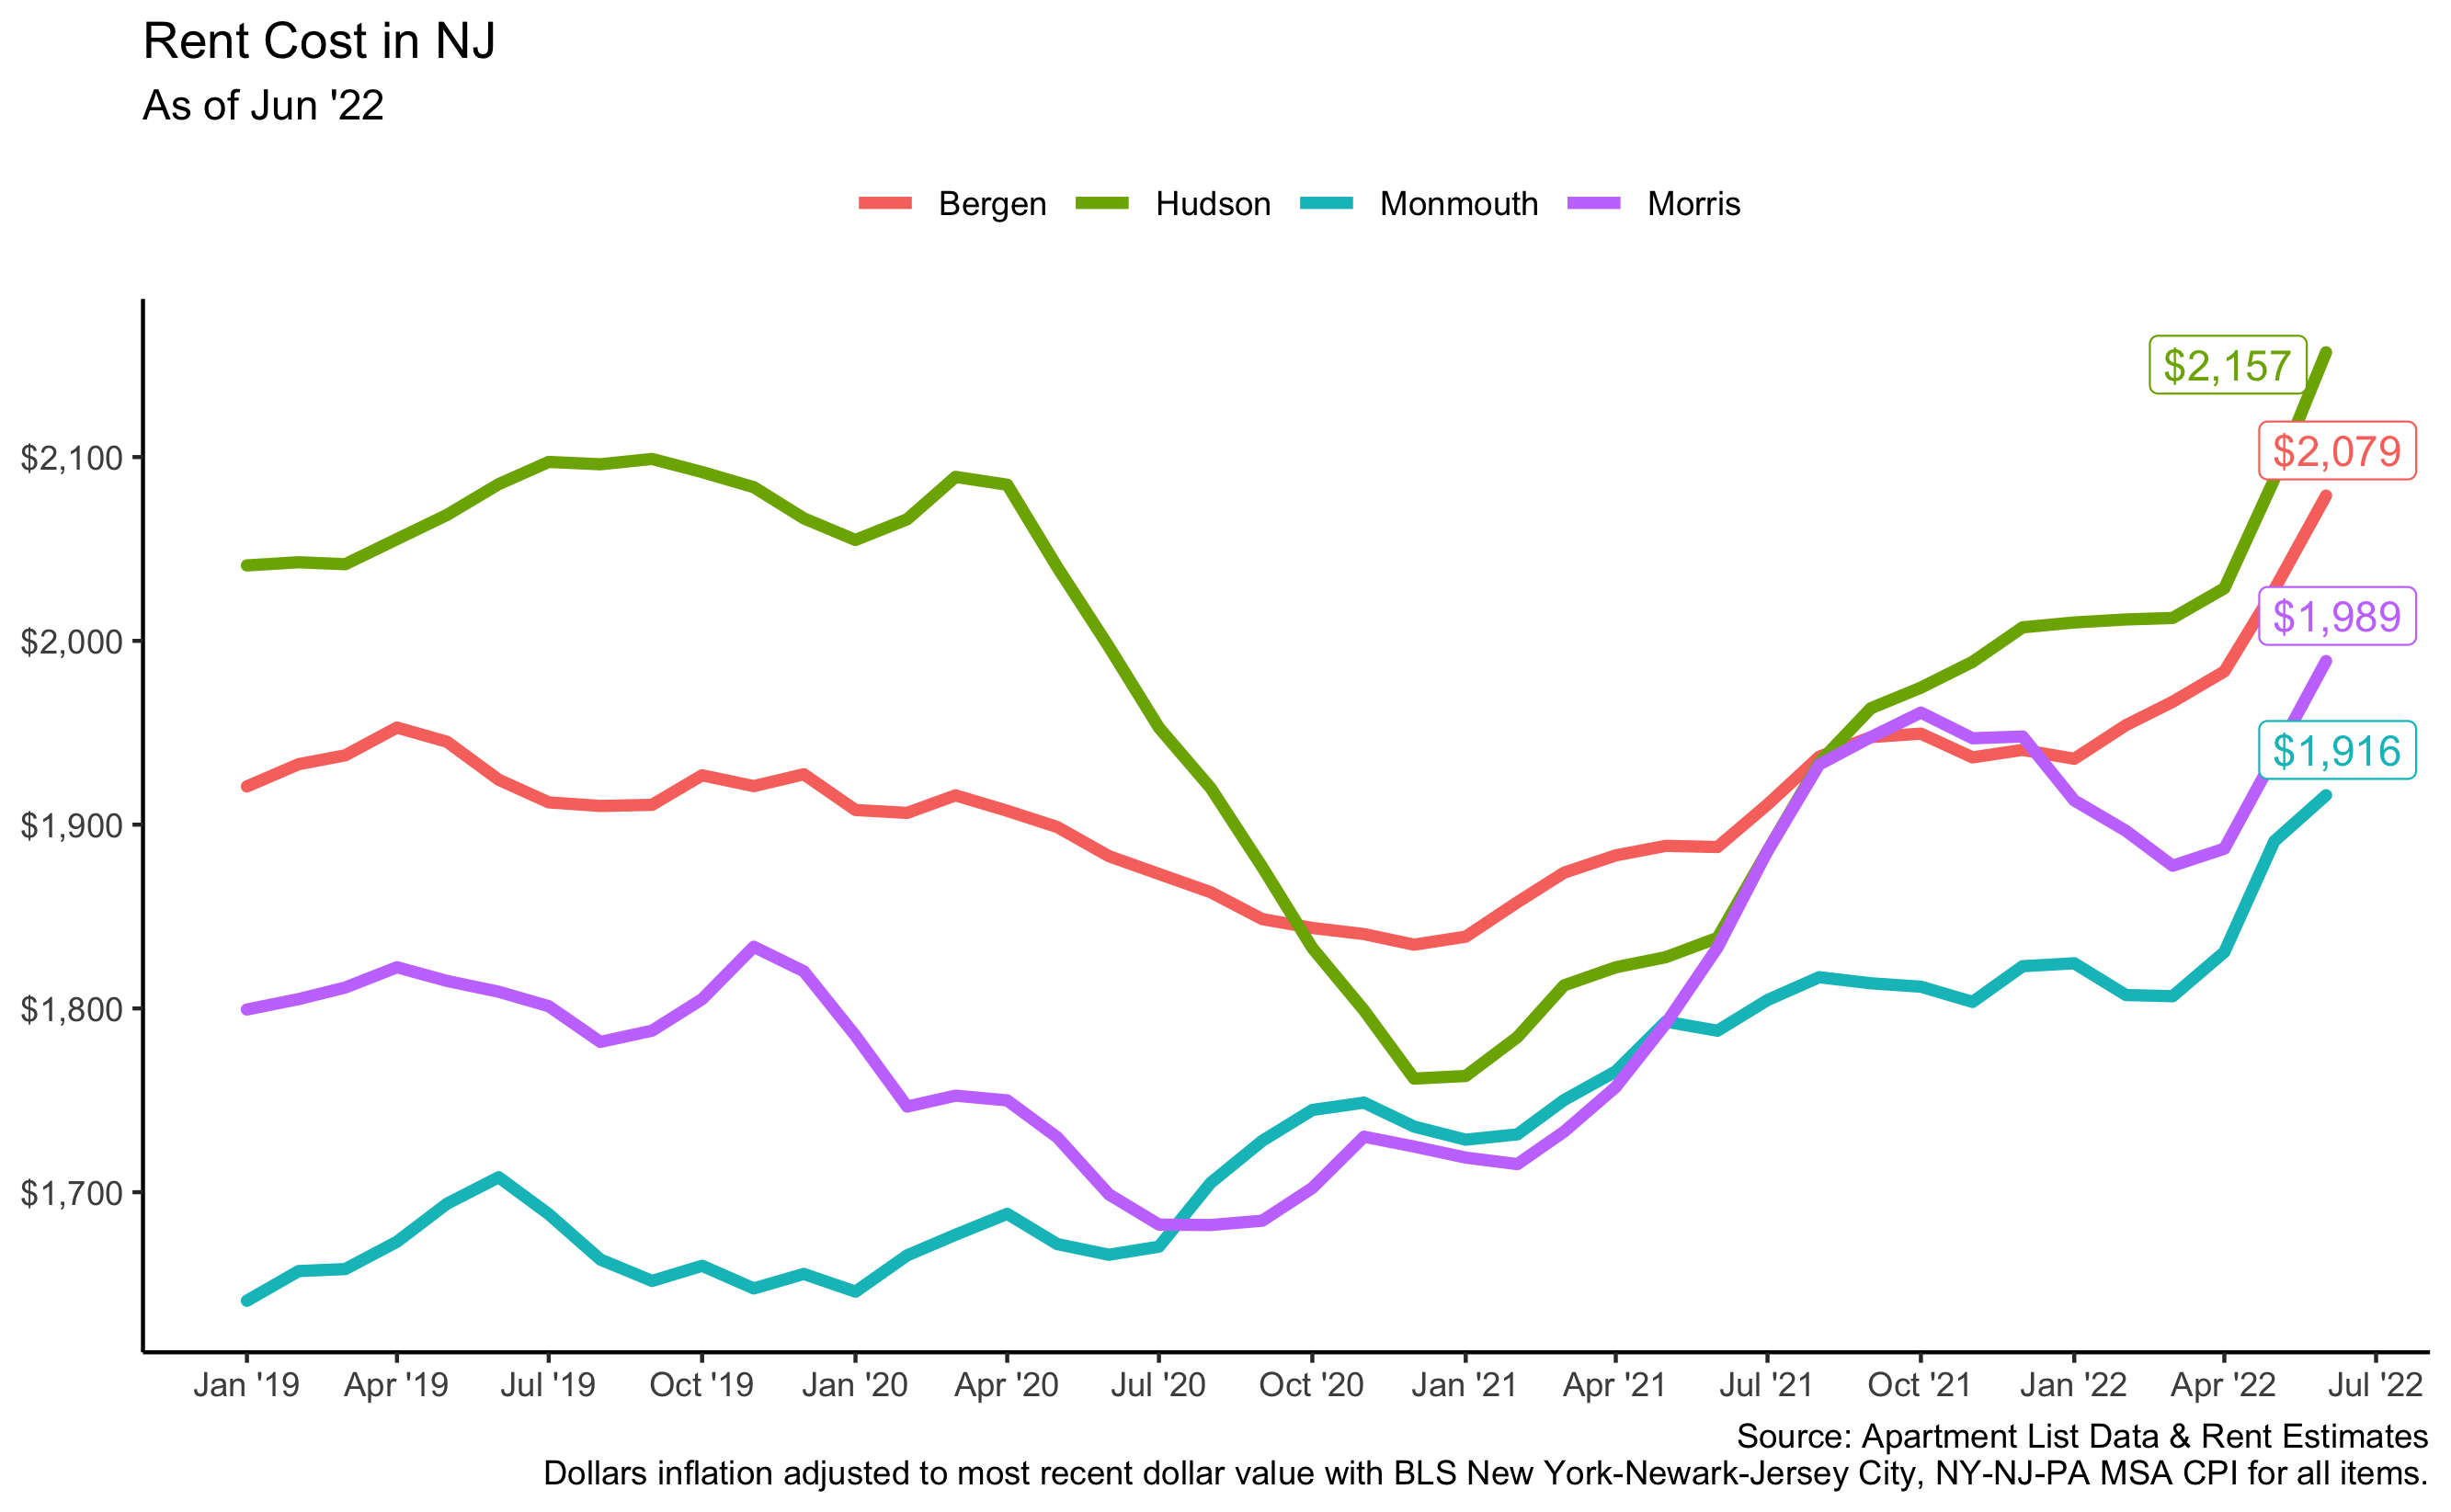 Rent Cost in NJ
As of Jun '22
Bergen Hudson Monmouth Morris
$2,157
$2,100
$2,079
$2,000
$1,989
$1,916
$1,900
$1,800
$1,700
Jan '19 Apr '19 Jul '19 Oct '19 Jan '20 Apr '20 Jul '20 Oct '20 Jan '21 Apr '21 Jul '21 Oct '21 Jan '22 Apr '22 Jul '22
Source: Apartment List Data & Rent Estimates
Dollars inflation adjusted to most recent dollar value with BLS New York-Newark-Jersey City, NY-NJ-PA MSA CPI for all items.